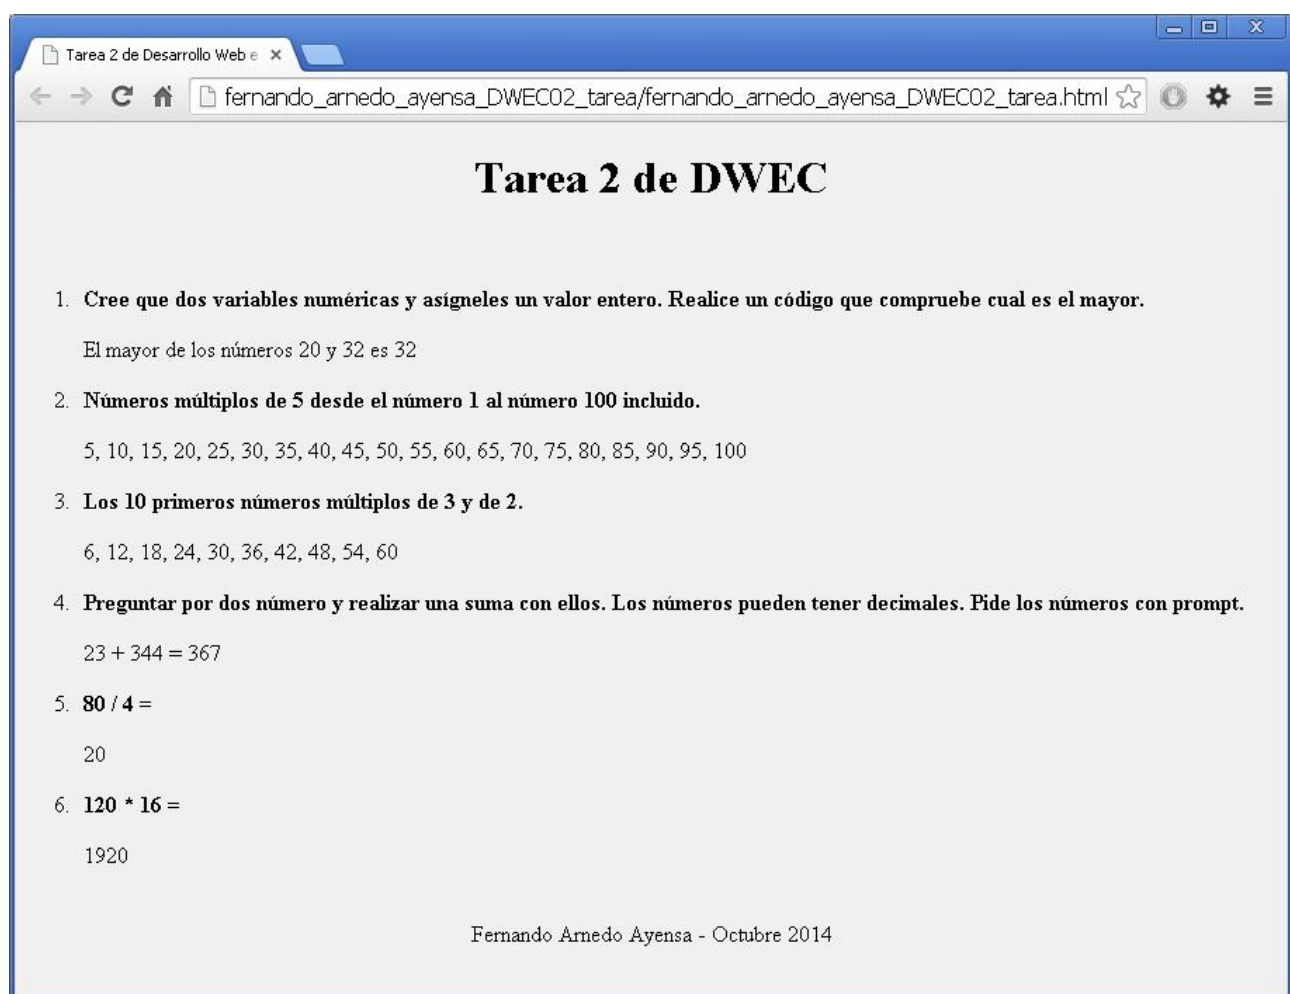 Tarea 2 de Desarrollo Web e
fernando_arnedo_ayensa_DWEC02_tarea/fernando_arnedo_ayensa_DWEC02_tarea.html
Tarea 2 de DWEC
1. Cree que dos variables numéricas y asígneles un valor entero. Realice un código que compruebe cual es el mayor.
El mayor de los números 20 y 32 es 32
2. Números múltiplos de 5 desde el número 1 al número 100 incluido.
5, 10, 15, 20, 25, 30, 35, 40, 45, 50, 55, 60, 65, 70, 75, 80, 85, 90, 95, 100
3. Los 10 primeros números múltiplos de 3 y de 2.
6, 12, 18, 24, 30, 36, 42, 48, 54, 60
4. Preguntar por dos número y realizar una suma con ellos. Los números pueden tener decimales. Pide los números con prompt.
23 + 344 = 367
5. 80 / 4 =
20
6. 120 * 16 =
1920
Fernando Arnedo Ayensa - Octubre 2014